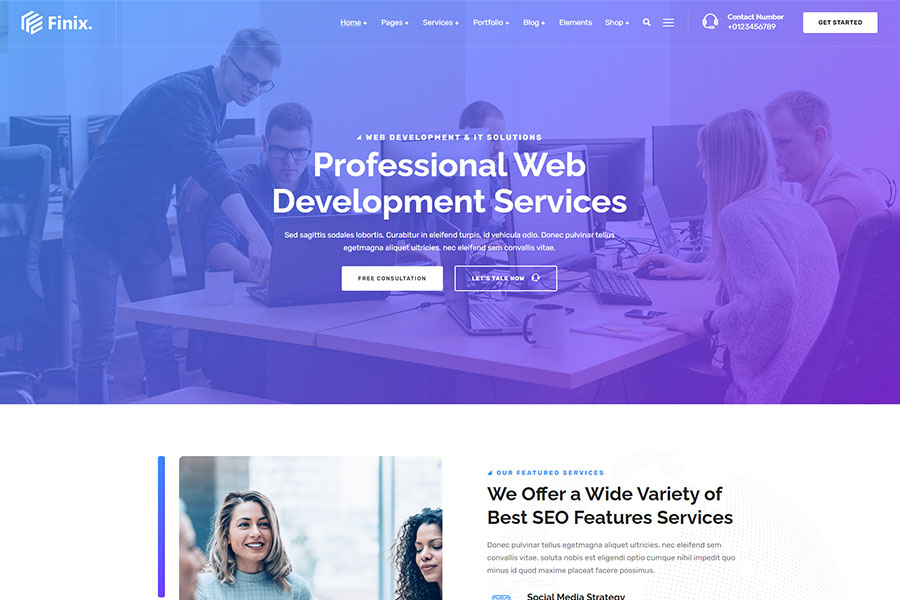 Finix.
Home + Pages + Services + Portfolio + Blog + Elements Shop +
Contact Number
+0123456789
GET STARTED
WEB DEVELOPMENT & IT SOLUTIONS
Professional Web
Development Services
Sed sagittis sodales lobortis. Curabitur in eleifend turpis, id vehicula odio. Donec pulvinar tellus
egetmagna aliquet ultricies. nec eleifend sem convallis vitae.
FREE CONSULTATION
LET'S TALK NOW
OUR FEATURED SERVICES
We Offer a Wide Variety of
Best SEO Features Services
Donec pulvinar tellus egetmagna aliquet ultricies. nec eleifend sem
convallis vitae. soluta nobis est eligendi optio cumque nihil impedit quo
minus id quod maxime placeat facere possimus.
Social Media Strategy